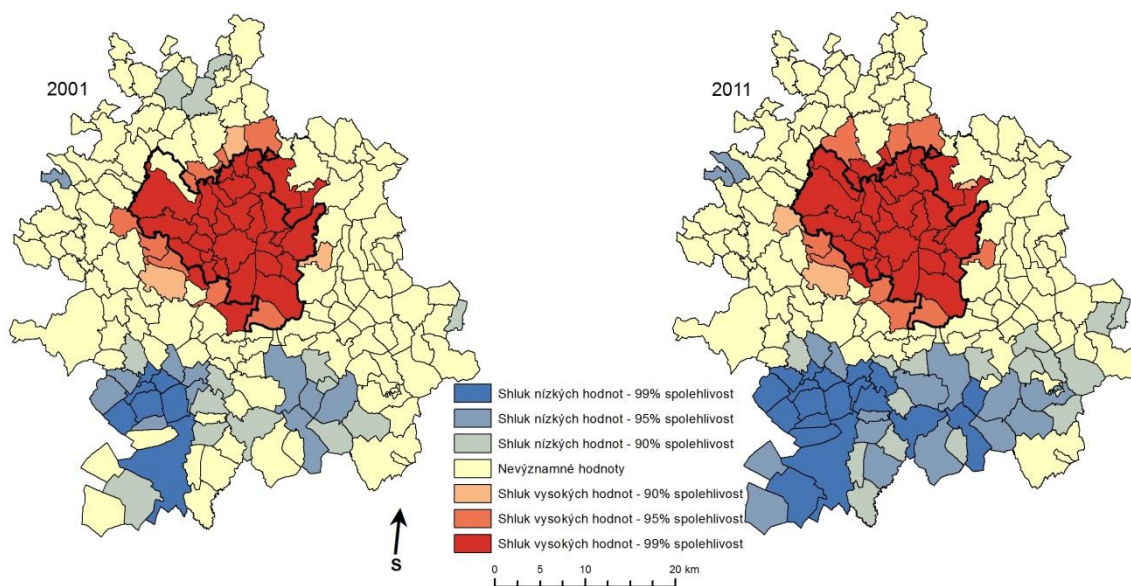 2001
2011
Shluk nízkých hodnot - 99% spolehlivost
Shluk nízkých hodnot - 95% spolehlivost
Shluk nízkých hodnot - 90% spolehlivost
Nevýznamné hodnoty
Shluk vysokých hodnot - 90% spolehlivost
Shluk vysokých hodnot - 95% spolehlivost
Shluk vysokých hodnot - 99% spolehlivost
S
0 5 10 20 km